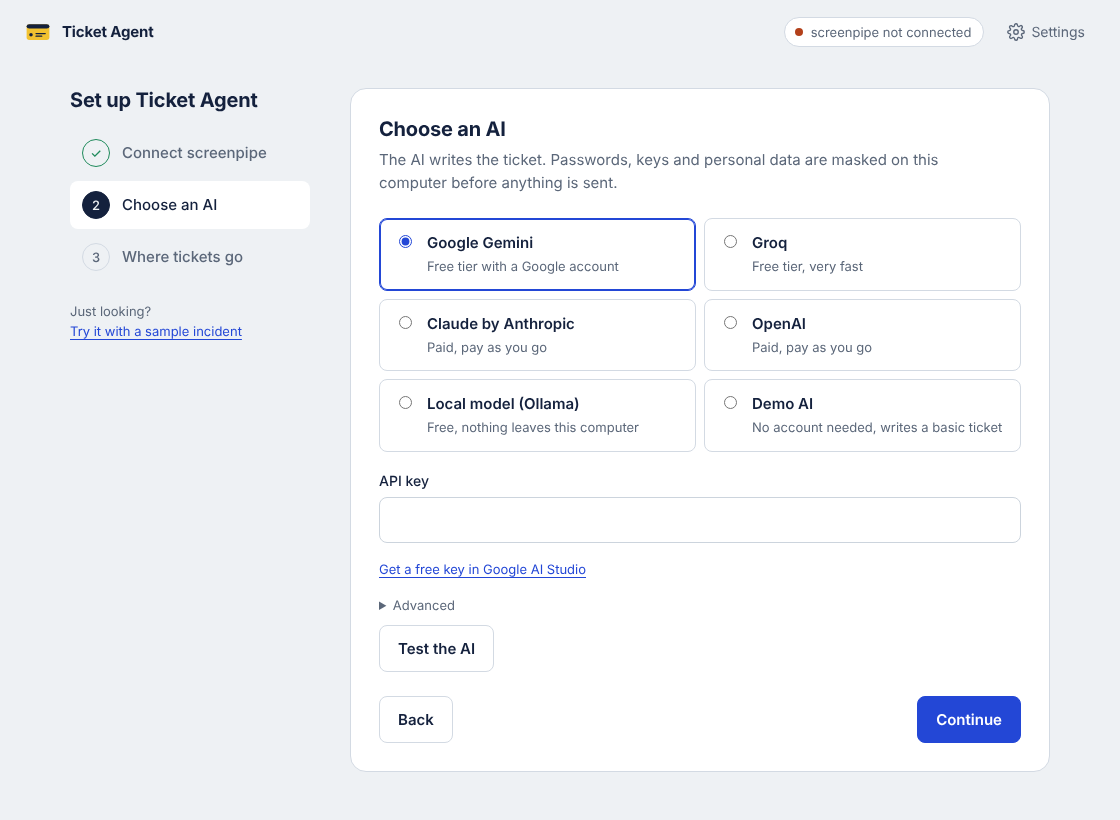 Ticket Agent
screenpipe not connected
Settings
Set up Ticket Agent
Connect screenpipe
2
Choose an AI
3
Where tickets go
Just looking?
Try it with a sample incident
Choose an AI
The AI writes the ticket. Passwords, keys and personal data are masked on this
computer before anything is sent.
Google Gemini
Free tier with a Google account
Groq
Free tier, very fast
Claude by Anthropic
Paid, pay as you go
OpenAI
Paid, pay as you go
Local model (Ollama)
Free, nothing leaves this computer
Demo AI
No account needed, writes a basic ticket
API key
Get a free key in Google AI Studio
Advanced
Test the AI
Back
Continue